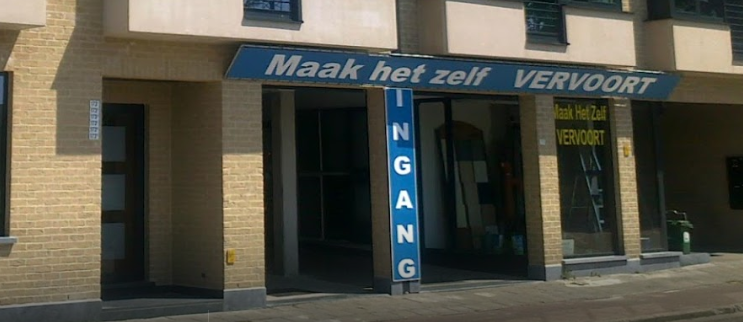 Maak het zelf VERVOORT
INGANG
Maak Het Zelf
VERVOORT